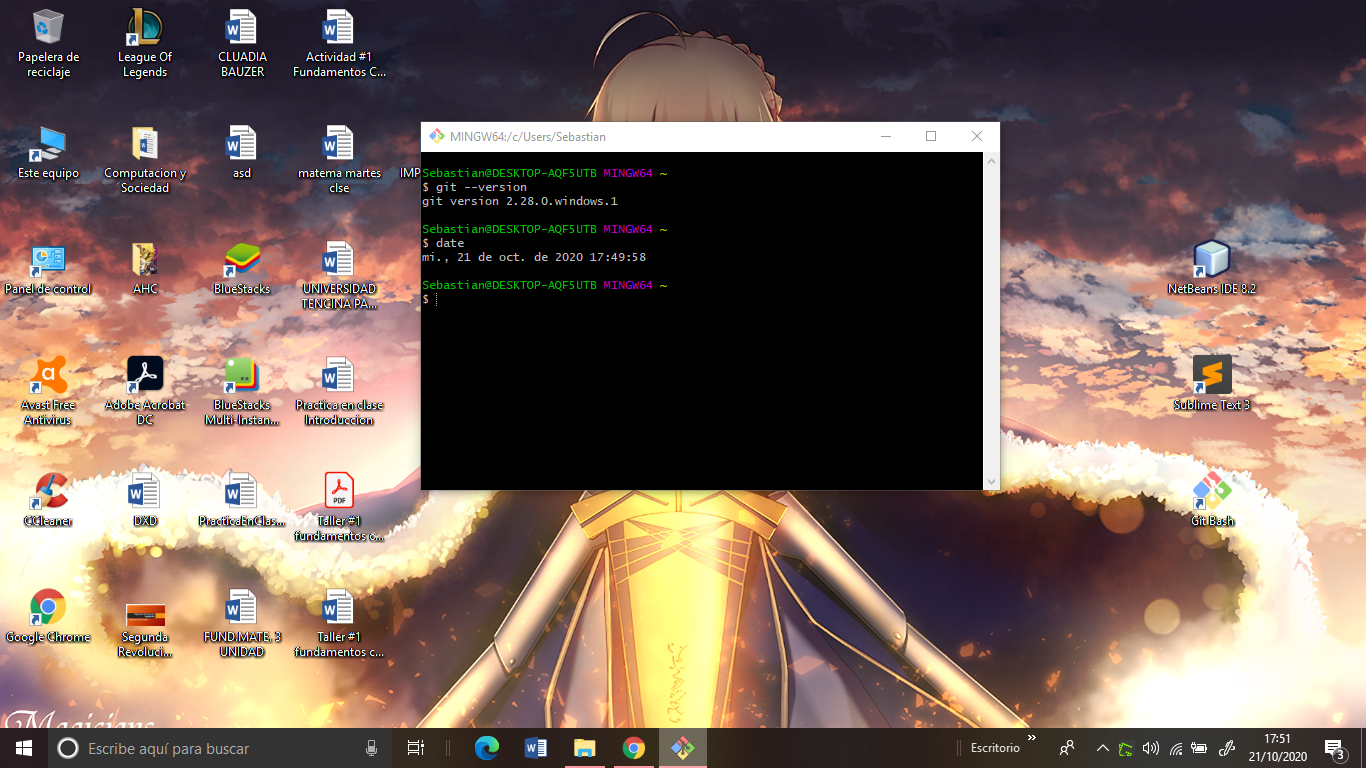 Papelera de
reciclaje
League Of
Legends
CLUADIA
BAUZER
Actividad #1
Fundamentos C...
Este equipo
Computacion y
Sociedad
asd
matema martes
clse
IMP
Panel de control
AHC
BlueStacks
UNIVERSIDAD
TENCINA PA...
Avast Free
Antivirus
Adobe Acrobat
DC
BlueStacks
Multi-Instan...
Practica en clase
Introduccion
CCleaner
DXD
PracticaEnClas...
PDF
Taller #1
fundamentos c...
Google Chrome
Segunda
Revoluci...
FUND.MATE. 3
UNIDAD
Taller #1
fundamentos c...
MINGW64:/c/Users/Sebastian
Sebastian@DESKTOP-AQF5UTB MINGW64 ~
$ git --version
git version 2.28.0.windows.1
Sebastian@DESKTOP-AQF5UTB MINGW64 ~
$ date
mi., 21 de oct. de 2020 17:49:58
Sebastian@DESKTOP-AQF5UTB MINGW64 ~
$
NetBeans IDE 8.2
Sublime Text 3
Git Bash
Magicians
Escribe aquí para buscar
Escritorio
17:51
21/10/2020
3